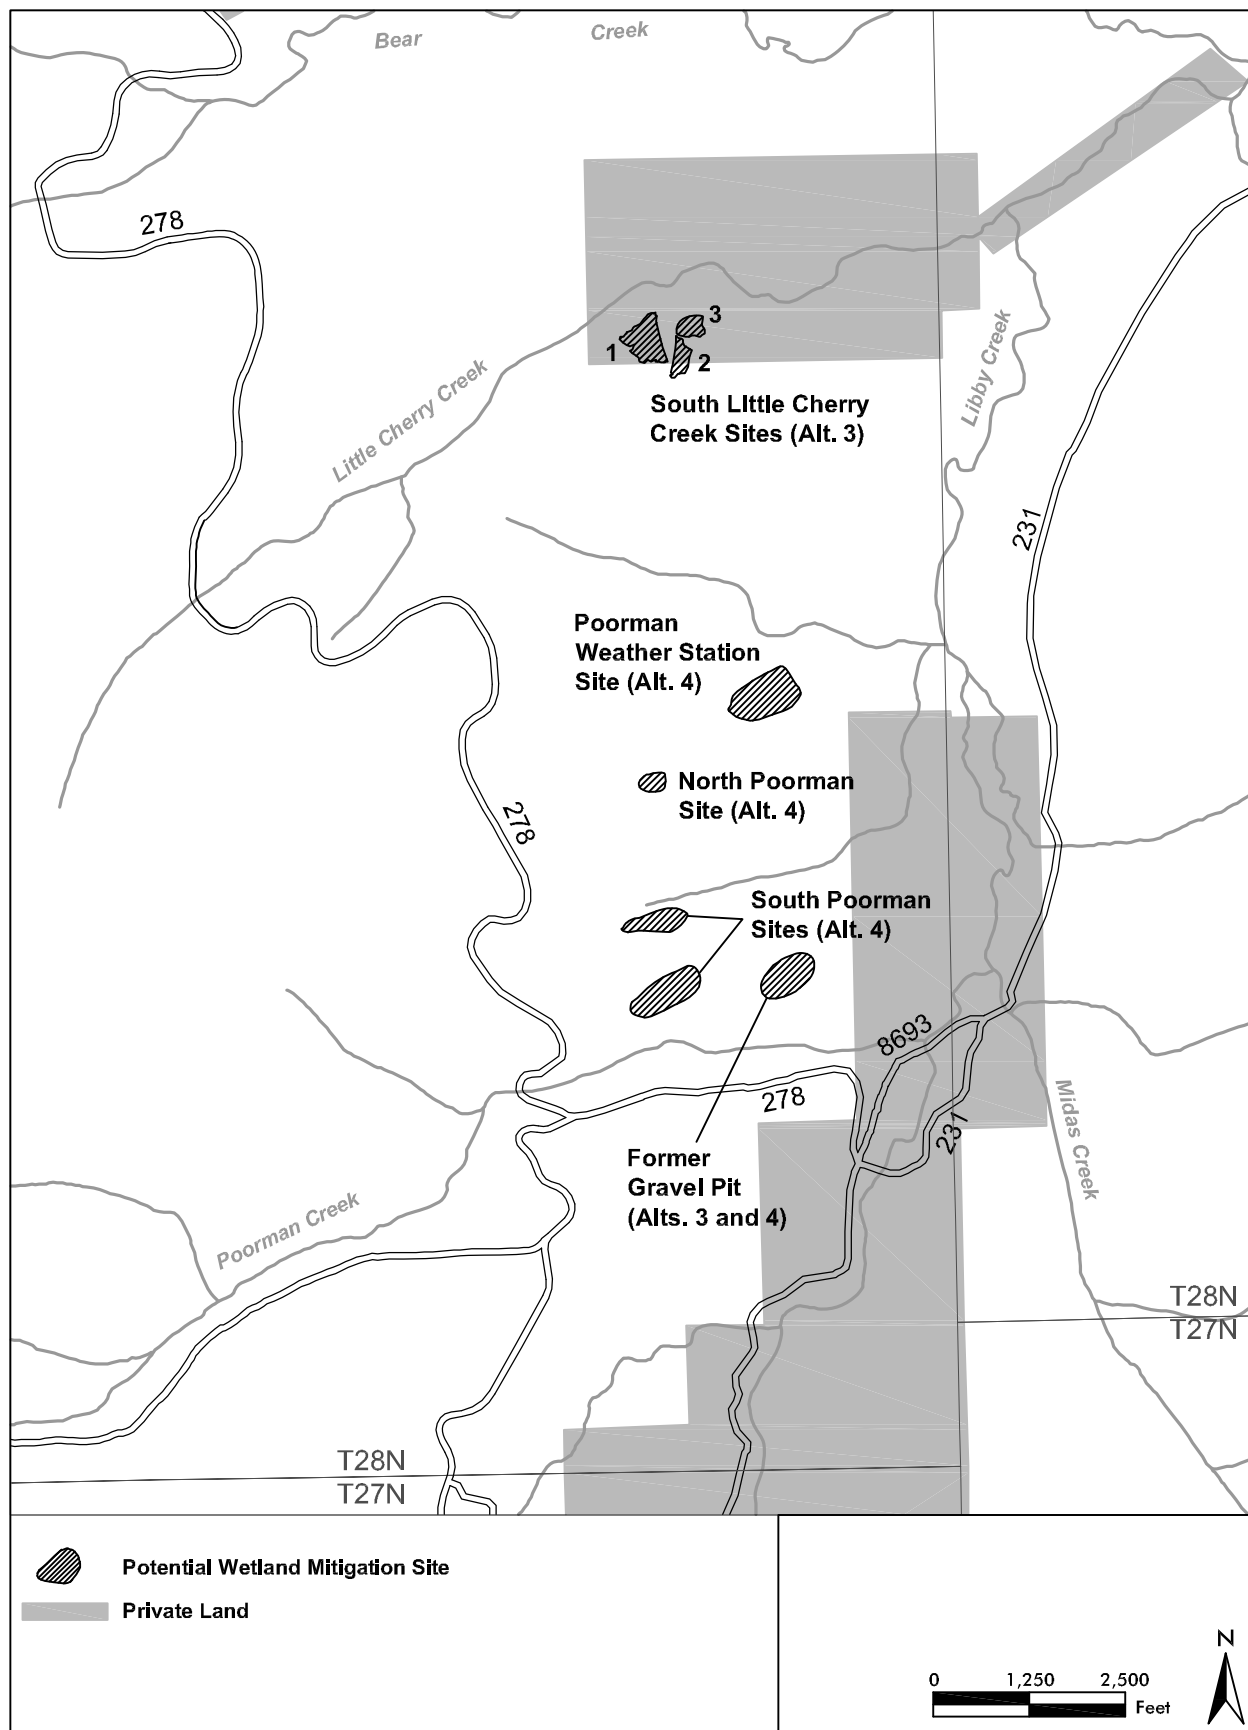 Bear Creek
278
3
1
2
South LIttle Cherry
Creek Sites (Alt. 3)
Libby Creek
Little Cherry Creek
231
Poorman
Weather Station
Site (Alt. 4)
North Poorman
Site (Alt. 4)
278
South Poorman
Sites (Alt. 4)
8693
278
231
Midas Creek
Former
Gravel Pit
(Alts. 3 and 4)
Poorman Creek
T28N
T27N
T28N
T27N
Potential Wetland Mitigation Site
Private Land
N
0 1,250 2,500
Feet